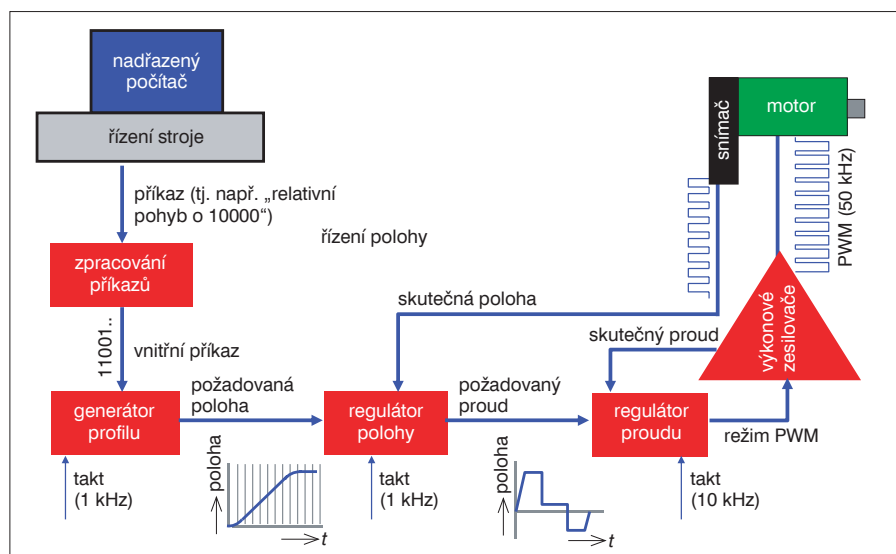 nadřazený
počítač
řízení stroje
příkaz (tj. např. „relativní
pohyb o 10000“)
řízení polohy
zpracování
příkazů
11001..
vnitřní příkaz
generátor
profilu
takt
(1 kHz)
požadovaná
poloha
poloha
t
regulátor
polohy
takt
(1 kHz)
skutečná poloha
požadovaný
proud
poloha
t
skutečný proud
regulátor
proudu
takt
(10 kHz)
režim PWM
výkonové
zesilovače
PWM (50 kHz)
snímač
motor